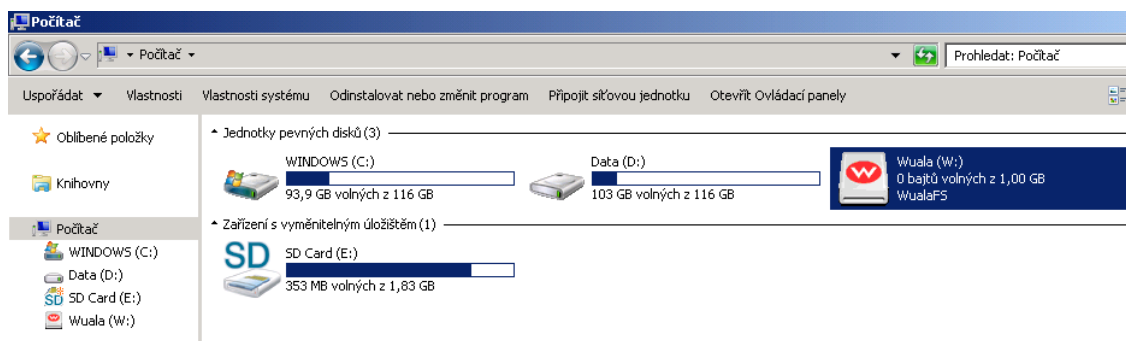 Počítač
Počítač
Prohledat: Počítač
Uspořádat Vlastnosti Vlastnosti systému Odinstalovat nebo změnit program Připojit síťovou jednotku Otevřít Ovládací panely
Oblíbené položky
Knihovny
Počítač
WINDOWS (C:)
Data (D:)
SD Card (E:)
Wuala (W:)
Jednotky pevných disků (3)
WINDOWS (C:)
93,9 GB volných z 116 GB
Data (D:)
103 GB volných z 116 GB
Wuala (W:)
0 bajtů volných z 1,00 GB
WualaFS
Zařízení s vyměnitelným úložištěm (1)
SD
SD Card (E:)
353 MB volných z 1,83 GB